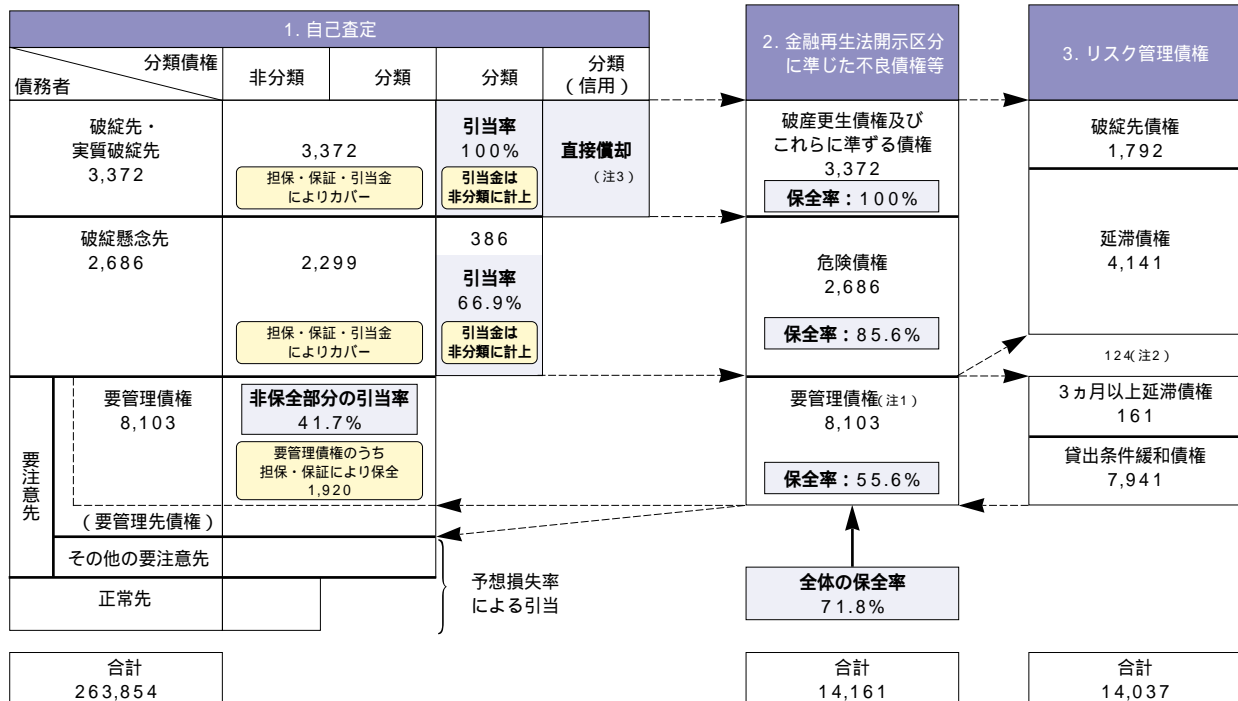 1. 自己査定
分類債権
債務者
非分類
分類
分類
分類
(信用)
破綻先・
実質破綻先
3,372
3,372
担保・保証・引当金
によりカバー
引当率
100%
引当金は
非分類に計上
直接償却
(注3)
破綻懸念先
2,686
2,299
担保・保証・引当金
によりカバー
386
引当率
66.9%
引当金は
非分類に計上
要注意先
要管理債権
8,103
非保全部分の引当率
41.7%
要管理債権のうち
担保・保証により保全
1,920
(要管理先債権)
その他の要注意先
正常先
予想損失率
による引当
合計
263,854
2. 金融再生法開示区分
に準じた不良債権等
破産更生債権及び
これらに準ずる債権
3,372
保全率:100%
危険債権
2,686
保全率:85.6%
要管理債権(注1)
8,103
保全率:55.6%
全体の保全率
71.8%
合計
14,161
3. リスク管理債権
破綻先債権
1,792
延滞債権
4,141
124(注2)
3ヵ月以上延滞債権
161
貸出条件緩和債権
7,941
合計
14,037